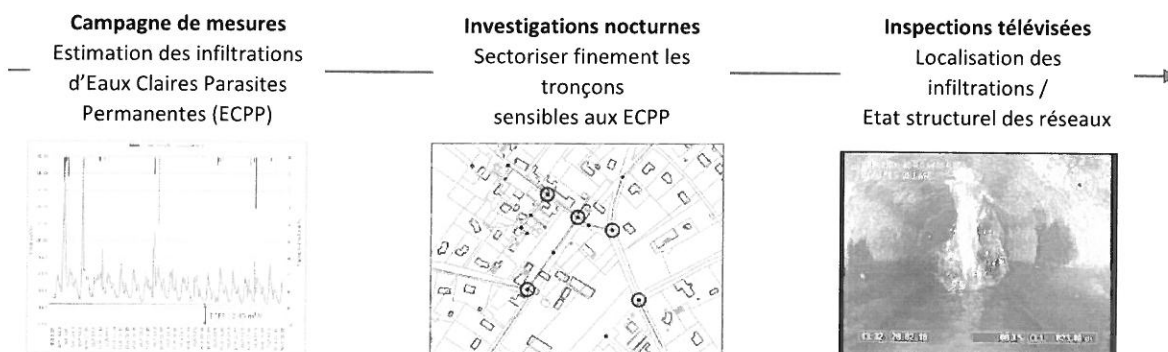 Campagne de mesures
Estimation des infiltrations
d'Eaux Claires Parasites
Permanentes (ECPP)
Investigations nocturnes
Sectoriser finement les
tronçons
sensibles aux ECPP
Inspections télévisées
Localisation des
infiltrations /
Etat structurel des réseaux